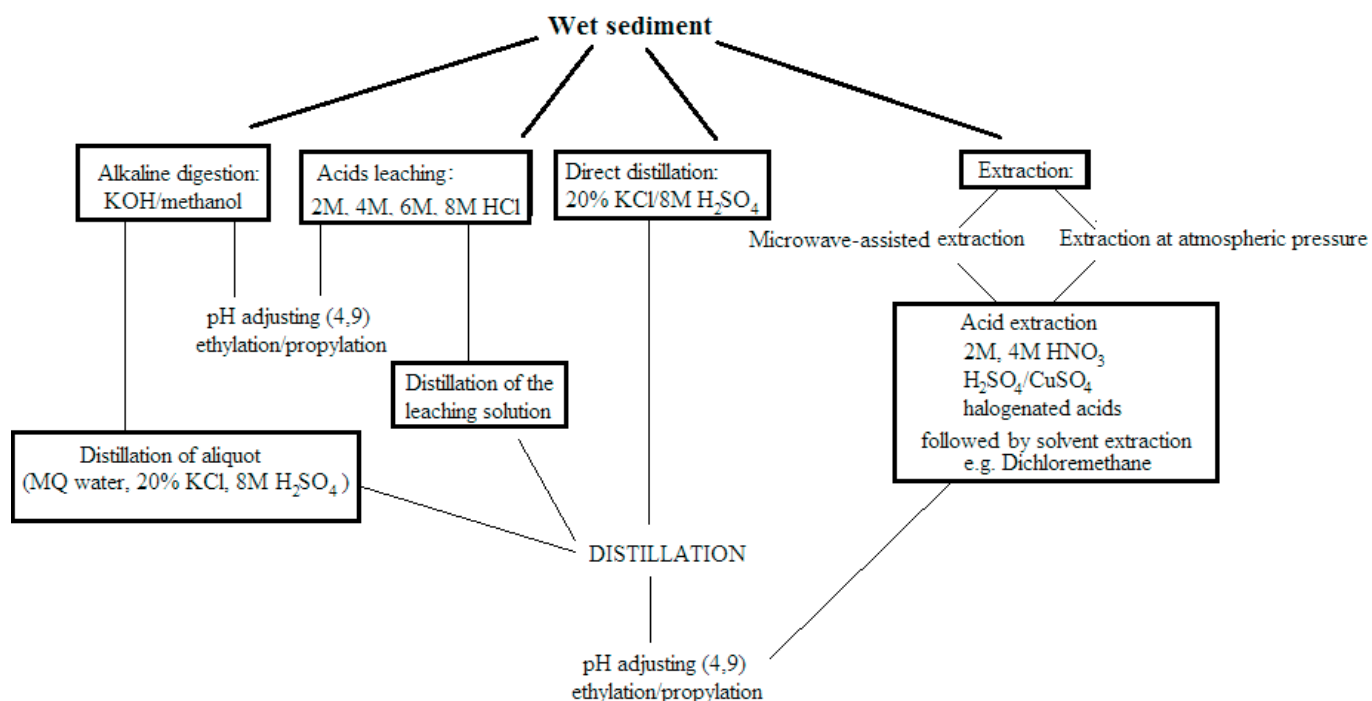 Wet sediment
Alkaline digestion:
KOH/methanol
Acids leaching:
2M, 4M, 6M, 8M HCl
Direct distillation:
20% KCl/8M H₂SO₄
Extraction:
Microwave-assisted extraction
Extraction at atmospheric pressure
pH adjusting (4,9)
ethylation/propylation
Acid extraction
2M, 4M HNO₃
H₂SO₄/CuSO₄
halogenated acids
followed by solvent extraction
e.g. Dichloremethane
Distillation of the
leaching solution
Distillation of aliquot
(MQ water, 20% KCl, 8M H₂SO₄ )
DISTILLATION
pH adjusting (4,9)
ethylation/propylation